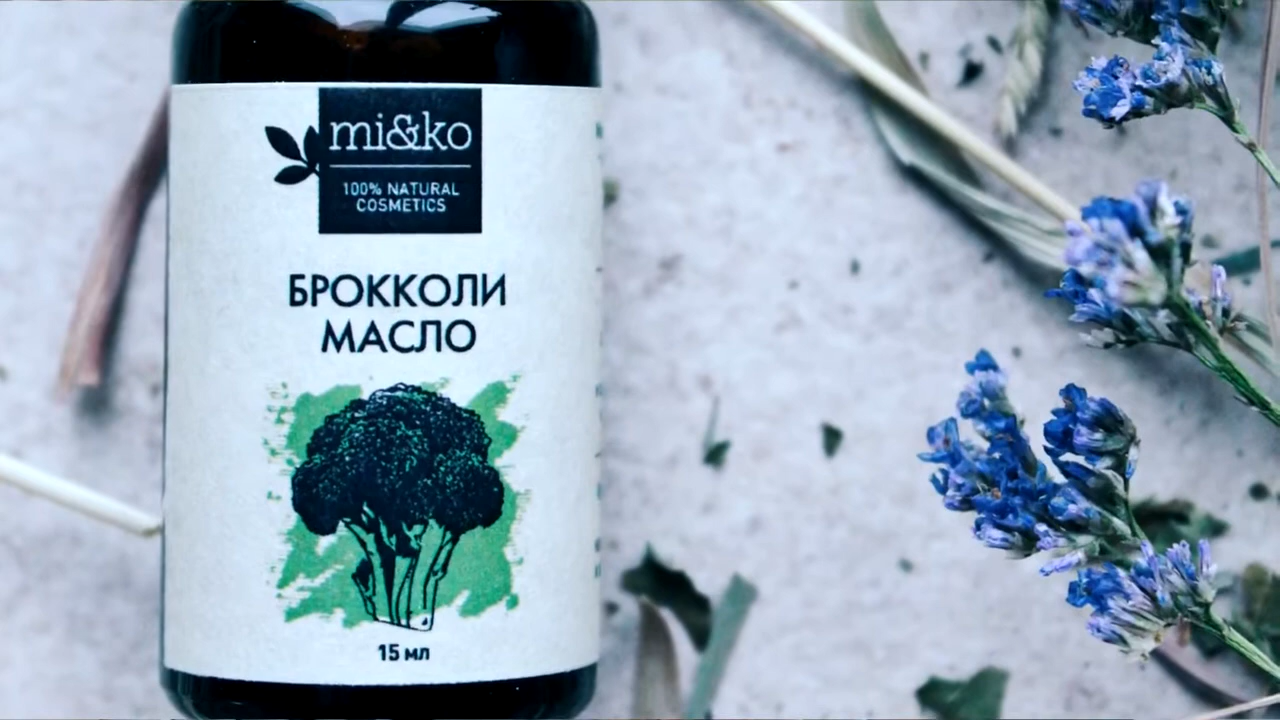 mi&ko
100% NATURAL
COSMETICS
БРОККОЛИ
МАСЛО
15 мл